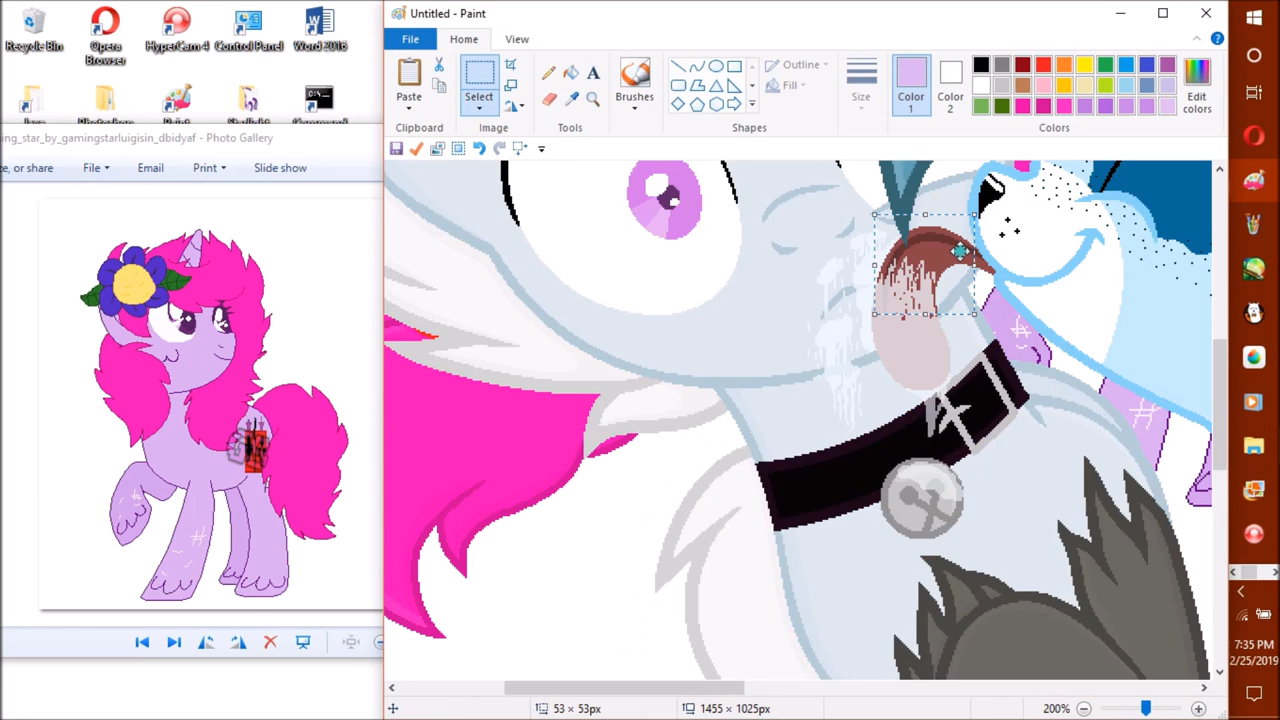 Recycle Bin
Opera Browser
HyperCam 4
Control Panel
Word 2016
Untitled - Paint
File
Home
View
Paste
Select
Brushes
Outline
Fill
Size
Color 1
Color 2
Edit colors
Clipboard
Image
Tools
Shapes
Colors
ing_star_by_gamingstarluigisin_dbidyaf - Photo Gallery
e, or share
File
Email
Print
Slide show
53 × 53px
1455 × 1025px
200%
7:35 PM
2/25/2019